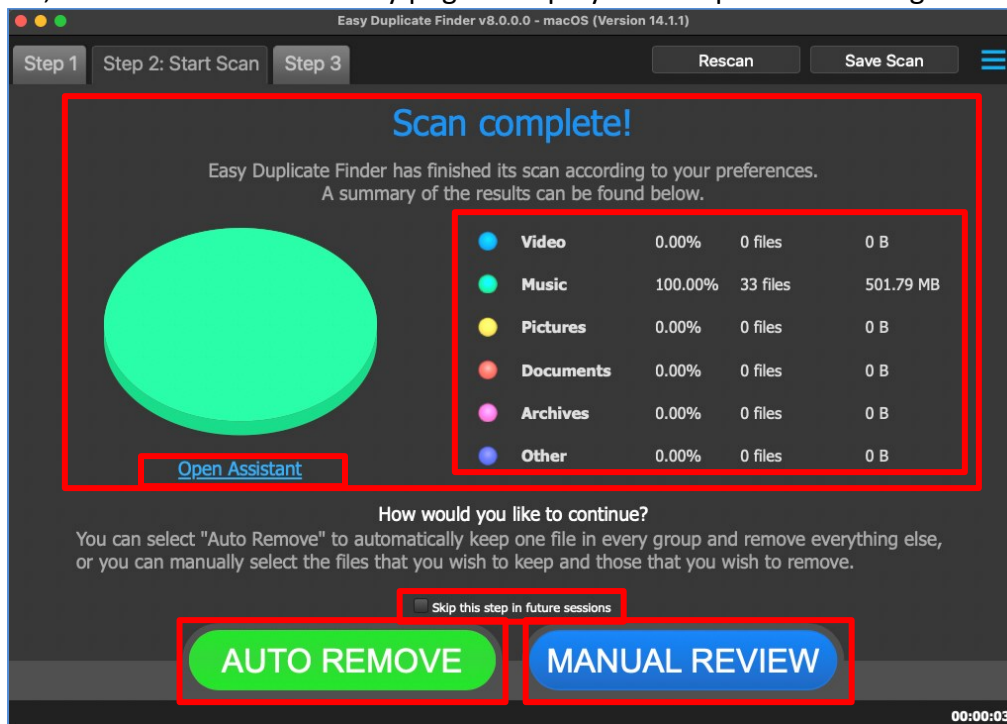 Easy Duplicate Finder v8.0.0.0 - macOS (Version 14.1.1)
Step 1 Step 2: Start Scan Step 3 Rescan Save Scan
Scan complete!
Easy Duplicate Finder has finished its scan according to your preferences.
A summary of the results can be found below.
Video 0.00% 0 files 0 B
Music 100.00% 33 files 501.79 MB
Pictures 0.00% 0 files 0 B
Documents 0.00% 0 files 0 B
Archives 0.00% 0 files 0 B
Other 0.00% 0 files 0 B
Open Assistant
How would you like to continue?
You can select "Auto Remove" to automatically keep one file in every group and remove everything else,
or you can manually select the files that you wish to keep and those that you wish to remove.
Skip this step in future sessions
AUTO REMOVE MANUAL REVIEW
00:00:03